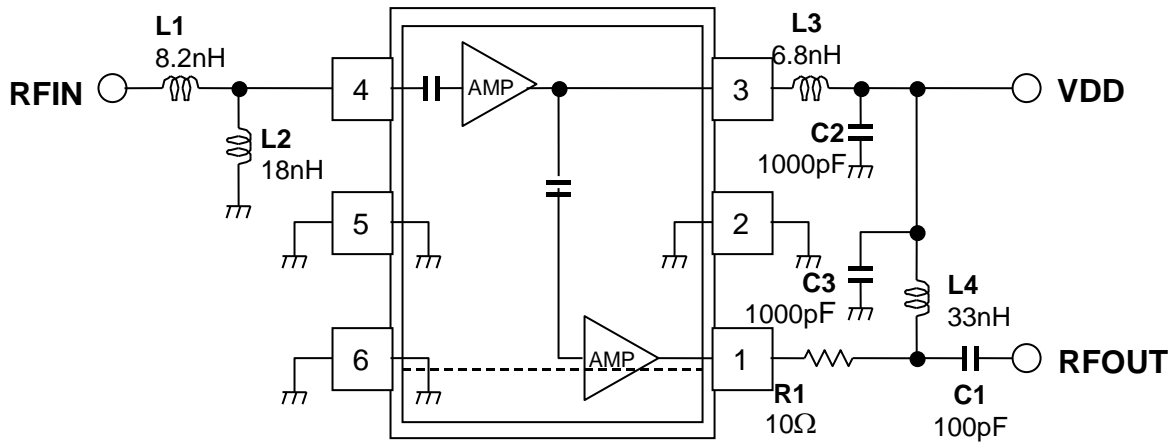 L1
8.2nH
RFIN
L2
18nH
4
AMP
3
L3
6.8nH
VDD
C2
1000pF
5
2
C3
1000pF
L4
33nH
6
AMP
1
R1
10Ω
C1
100pF
RFOUT